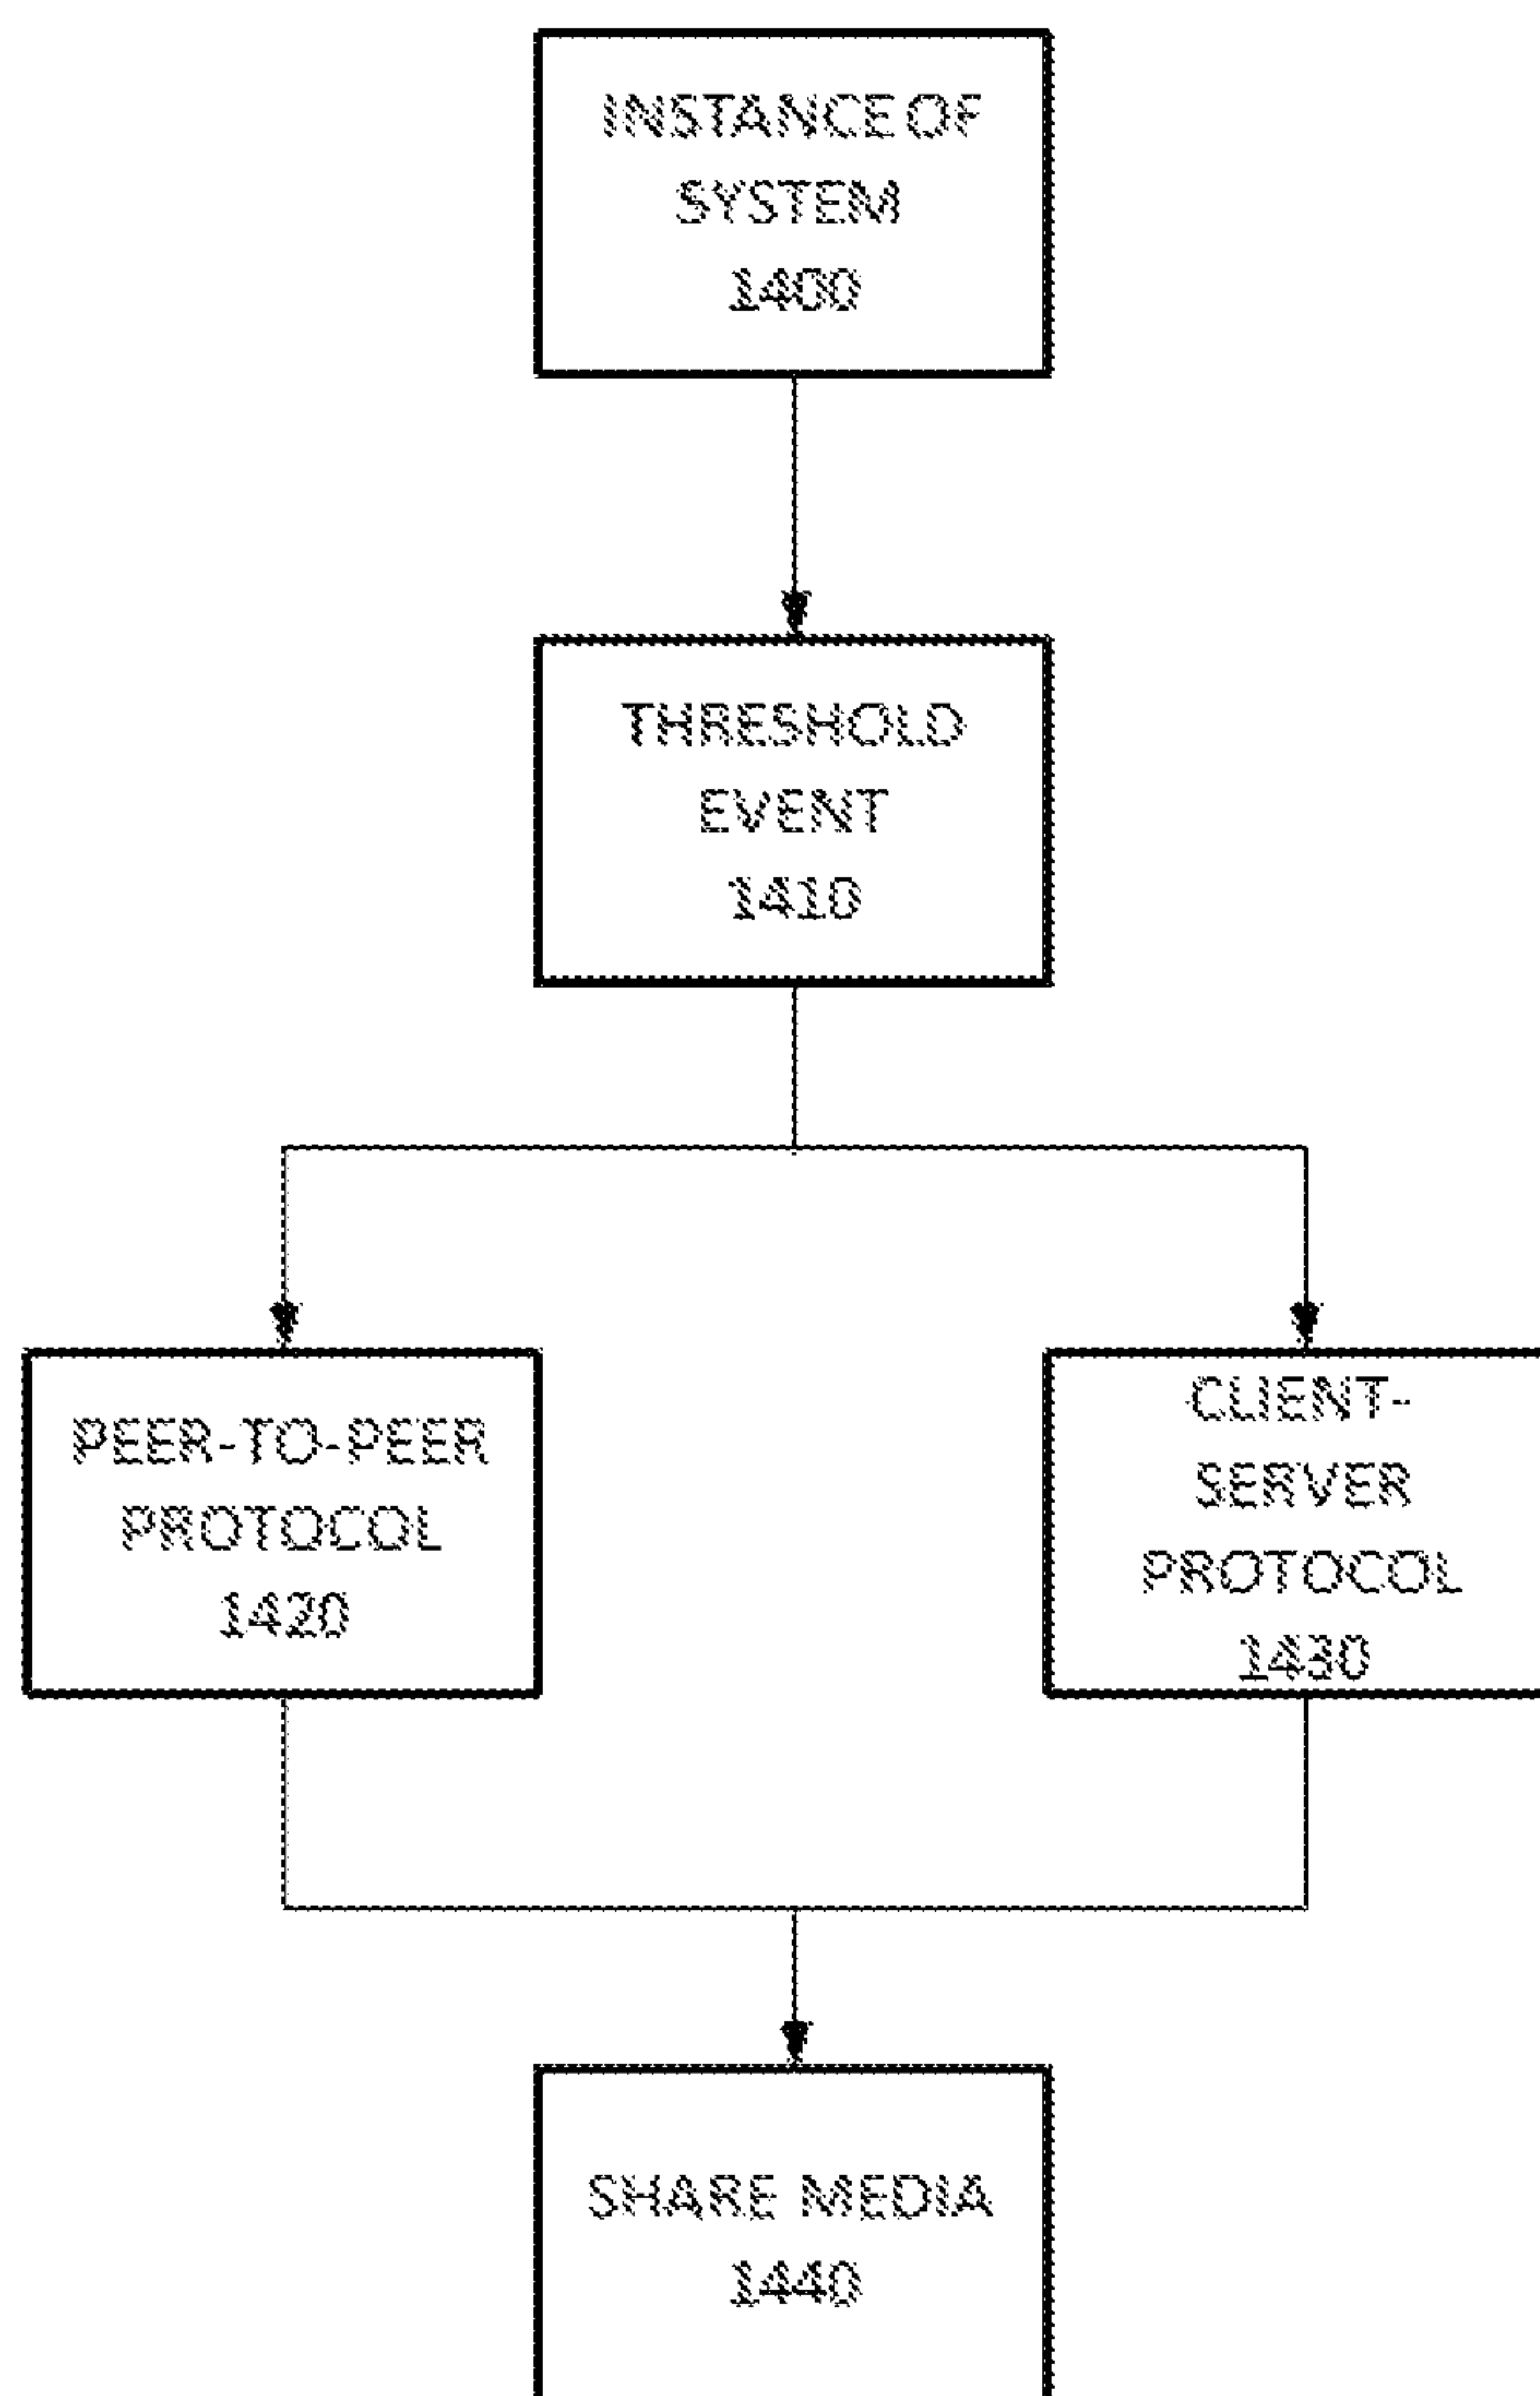 INSTANCE OF
SYSTEM
1400
THRESHOLD
EVENT
1410
PEER-TO-PEER
PROTOCOL
1420
CLIENT-
SERVER
PROTOCOL
1430
SHARE MEDIA
1440